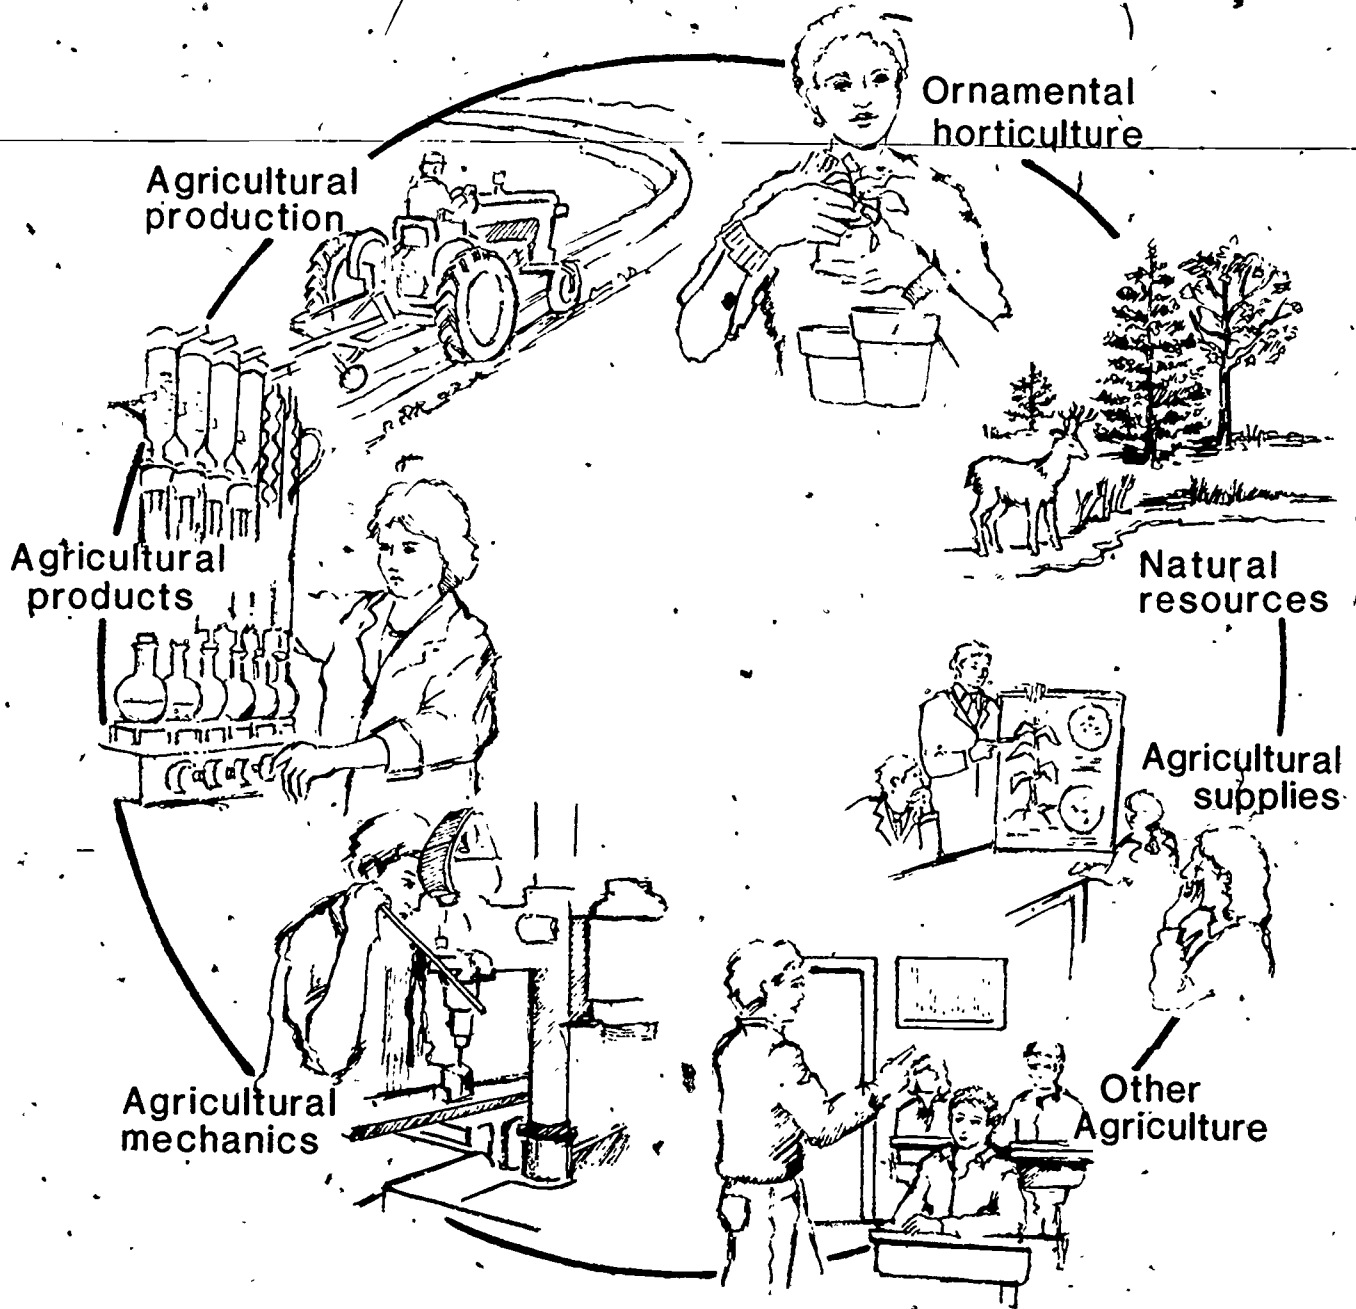 Ornamental
horticulture
Agricultural
production
Agricultural
products
Natural
resources
Agricultural
supplies
Other
Agriculture
Agricultural
mechanics